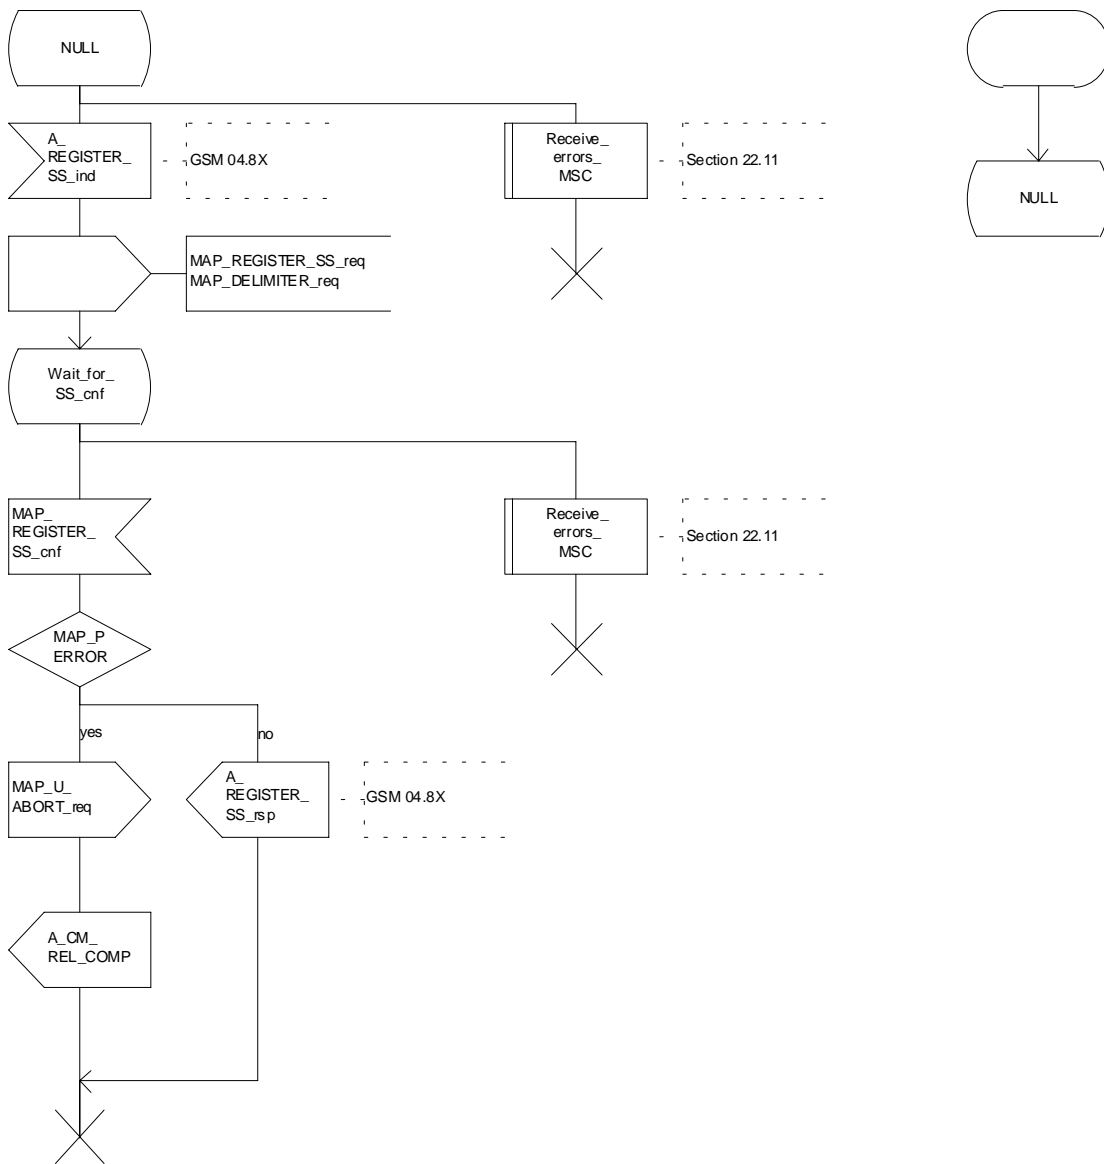 NULL
A_
REGISTER_
SS_ind
GSM 04.8X
Receive_
errors_
MSC
Section 22.11
NULL
MAP_REGISTER_SS_req
MAP_DELIMITER_req
Wait_for_
SS_cnf
MAP_
REGISTER_
SS_cnf
Receive_
errors_
MSC
Section 22.11
MAP_P
ERROR
yes
no
MAP_U_
ABORT_req
A_
REGISTER_
SS_rsp
GSM 04.8X
A_CM_
REL_COMP